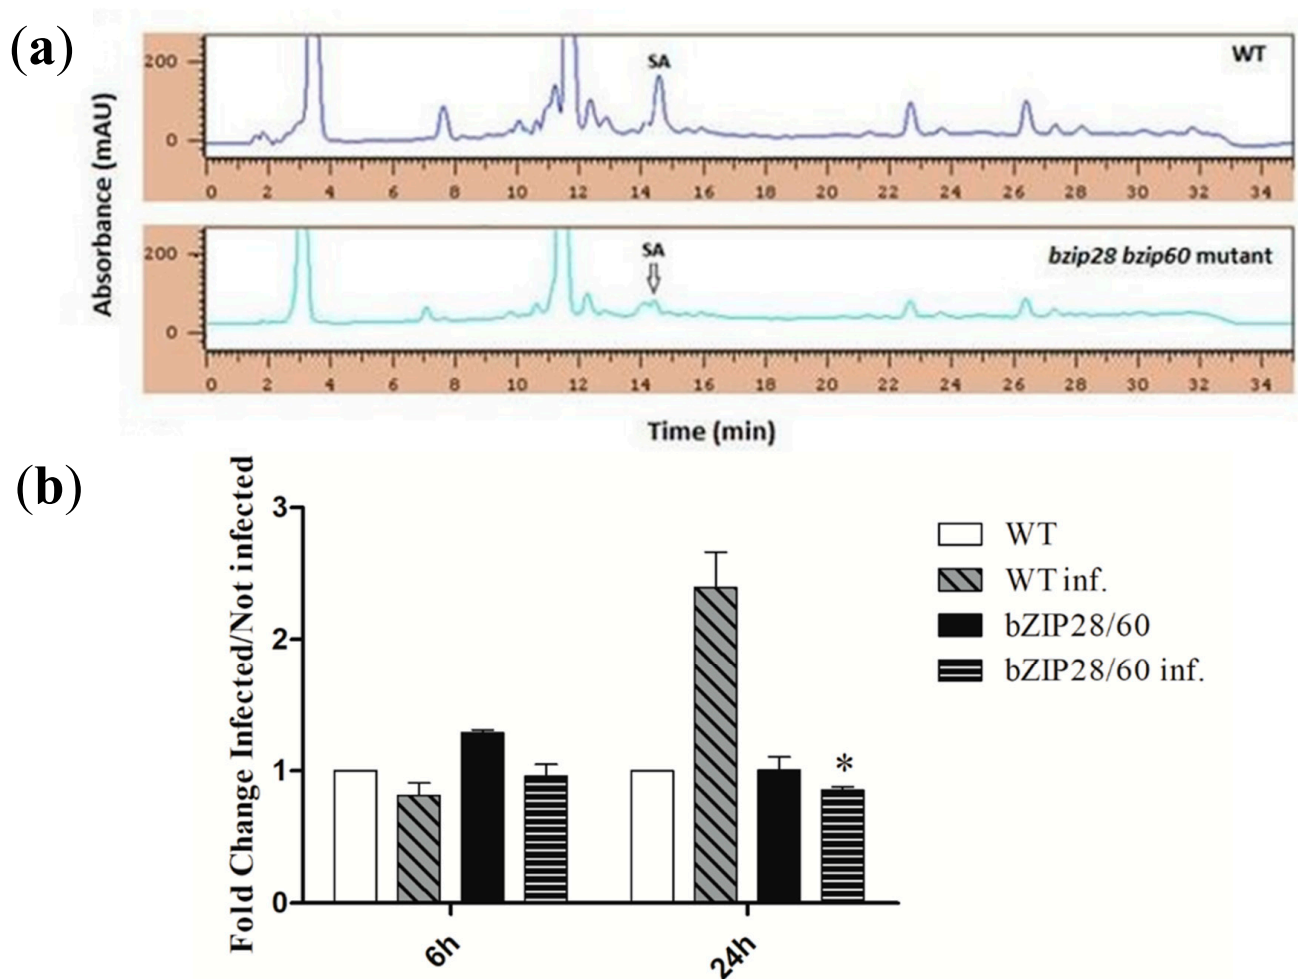 (a)
Absorbance (mAU)
200
0
SA
WT
0 2 4 6 8 10 12 14 16 18 20 22 24 26 28 30 32 34
200
0
SA
bzip28 bzip60 mutant
0 2 4 6 8 10 12 14 16 18 20 22 24 26 28 30 32 34
Time (min)
(b)
Fold Change Infected/Not infected
3
2
1
0
*
6h
24h
WT
WT inf.
bZIP28/60
bZIP28/60 inf.